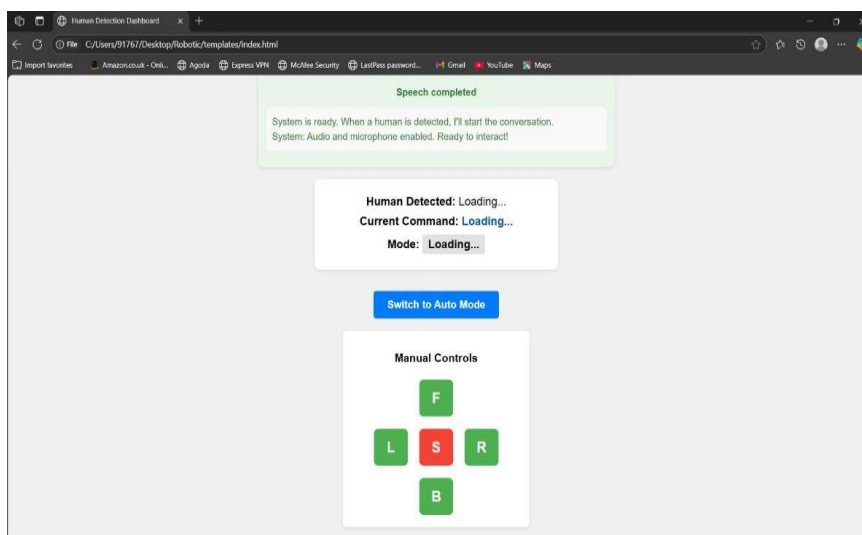 Human Detection Dashboard
File C:/Users/91767/Desktop/Robotic/templates/index.html
Import favorites Amazon.co.uk - Onli... Agoda Express VPN McAfee Security LastPass password... Gmail YouTube Maps
Speech completed
System is ready. When a human is detected, I'll start the conversation.
System: Audio and microphone enabled. Ready to interact!
Human Detected: Loading...
Current Command: Loading...
Mode: Loading...
Switch to Auto Mode
Manual Controls
F
L S R
B